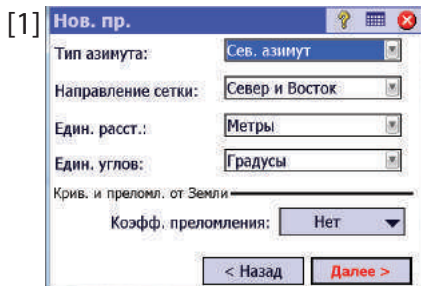 [1] Нов. пр.
Тип азимута: Сев. азимут
Направление сетки: Север и Восток
Един. расст.: Метры
Един. углов: Градусы
Крив. и преломл. от Земли
Коэфф. преломления: Нет
< Назад Далее >